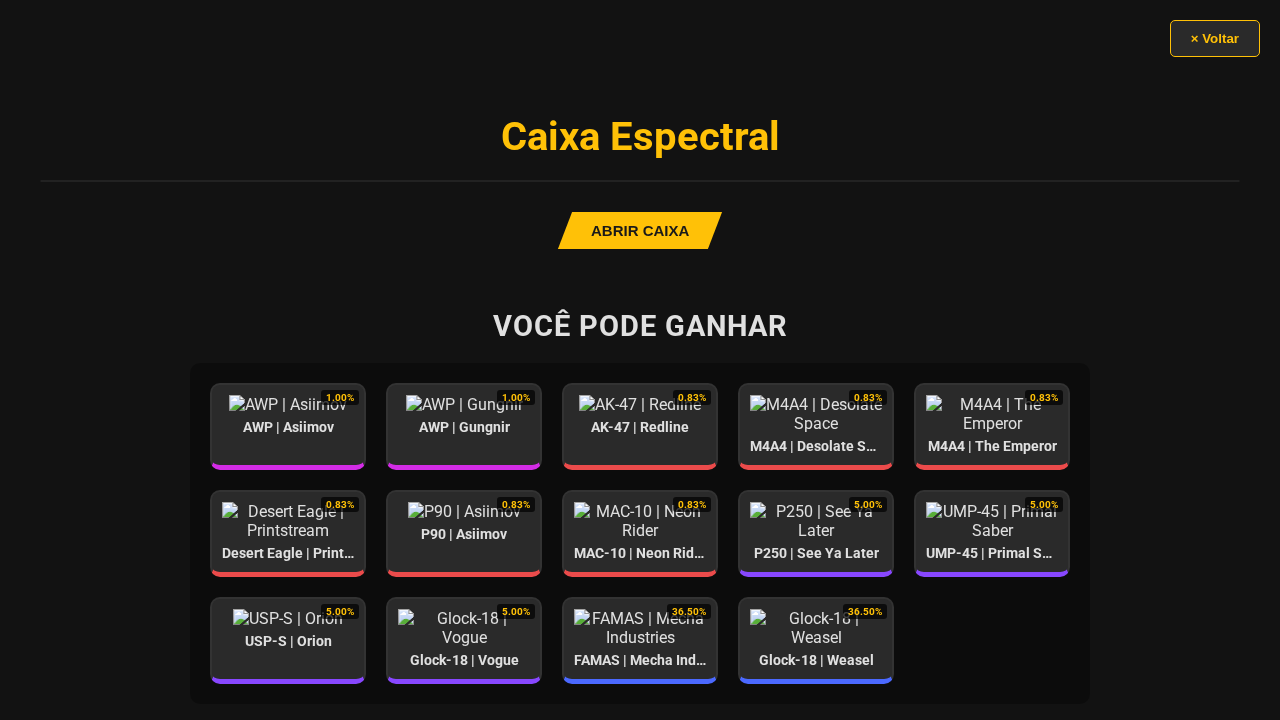 × Voltar
Caixa Espectral
ABRIR CAIXA
VOCÊ PODE GANHAR
1.00%
AWP | Asiimov
AWP | Asiimov
1.00%
AWP | Gungnir
AWP | Gungnir
0.83%
AK-47 | Redline
AK-47 | Redline
0.83%
M4A4 | Desolate
Space
M4A4 | Desolate S...
0.83%
M4A4 | The
Emperor
M4A4 | The Emperor
0.83%
Desert Eagle |
Printstream
Desert Eagle | Print...
0.83%
P90 | Asiimov
P90 | Asiimov
0.83%
MAC-10 | Neon
Rider
MAC-10 | Neon Rid...
5.00%
P250 | See Ya
Later
P250 | See Ya Later
5.00%
UMP-45 | Primal
Saber
UMP-45 | Primal S...
5.00%
USP-S | Orion
USP-S | Orion
5.00%
Glock-18 |
Vogue
Glock-18 | Vogue
36.50%
FAMAS | Mecha
Industries
FAMAS | Mecha Ind...
36.50%
Glock-18 |
Weasel
Glock-18 | Weasel